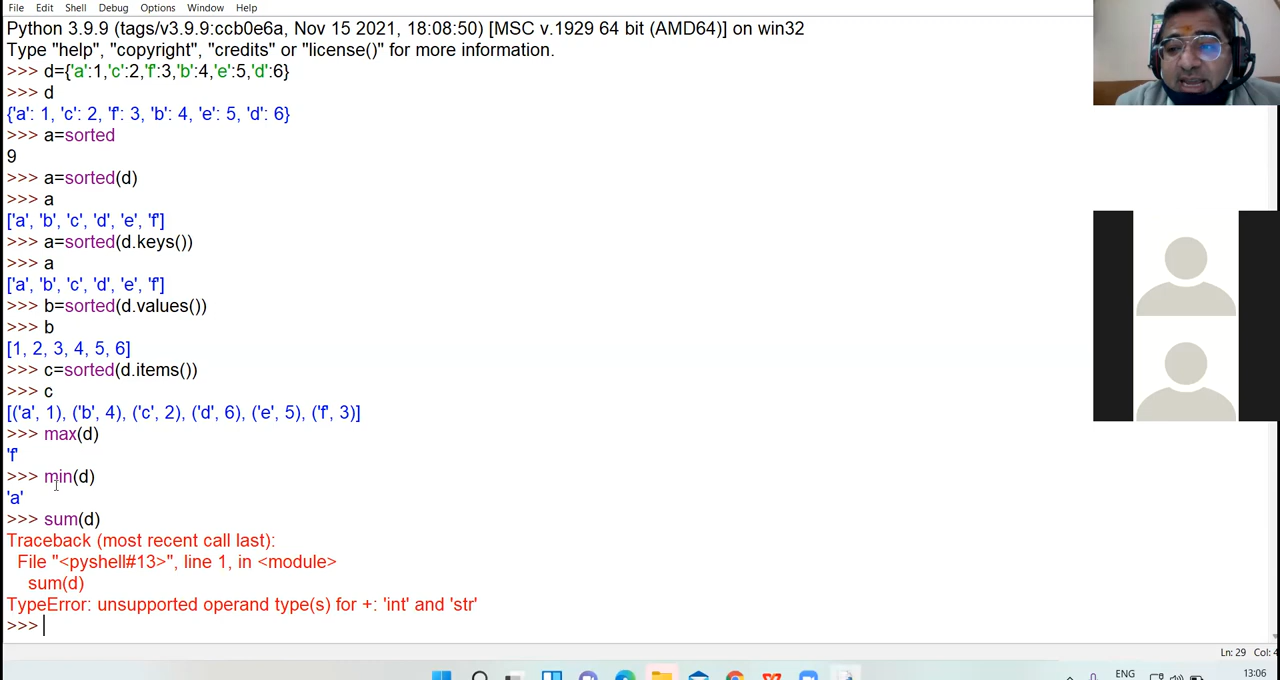 File Edit Shell Debug Options Window Help
Python 3.9.9 (tags/v3.9.9:ccb0e6a, Nov 15 2021, 18:08:50) [MSC v.1929 64 bit (AMD64)] on win32
Type "help", "copyright", "credits" or "license()" for more information.
>>> d={'a':1,'c':2,'f':3,'b':4,'e':5,'d':6}
>>> d
{'a': 1, 'c': 2, 'f': 3, 'b': 4, 'e': 5, 'd': 6}
>>> a=sorted
9
>>> a=sorted(d)
>>> a
['a', 'b', 'c', 'd', 'e', 'f']
>>> a=sorted(d.keys())
>>> a
['a', 'b', 'c', 'd', 'e', 'f']
>>> b=sorted(d.values())
>>> b
[1, 2, 3, 4, 5, 6]
>>> c=sorted(d.items())
>>> c
[('a', 1), ('b', 4), ('c', 2), ('d', 6), ('e', 5), ('f', 3)]
>>> max(d)
'f'
>>> min(d)
'a'
>>> sum(d)
Traceback (most recent call last):
File "<pyshell#13>", line 1, in <module>
sum(d)
TypeError: unsupported operand type(s) for +: 'int' and 'str'
>>>
Ln: 29 Col: 4
ENG 13:06